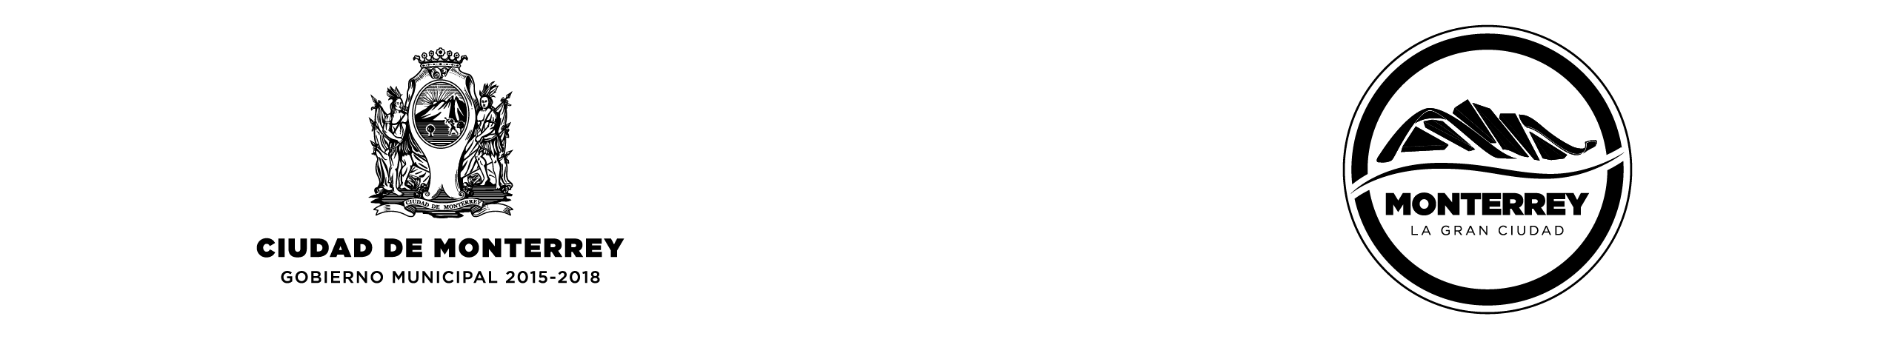 CIUDAD DE MONTERREY
CIUDAD DE MONTERREY
GOBIERNO MUNICIPAL 2015-2018
MONTERREY
LA GRAN CIUDAD